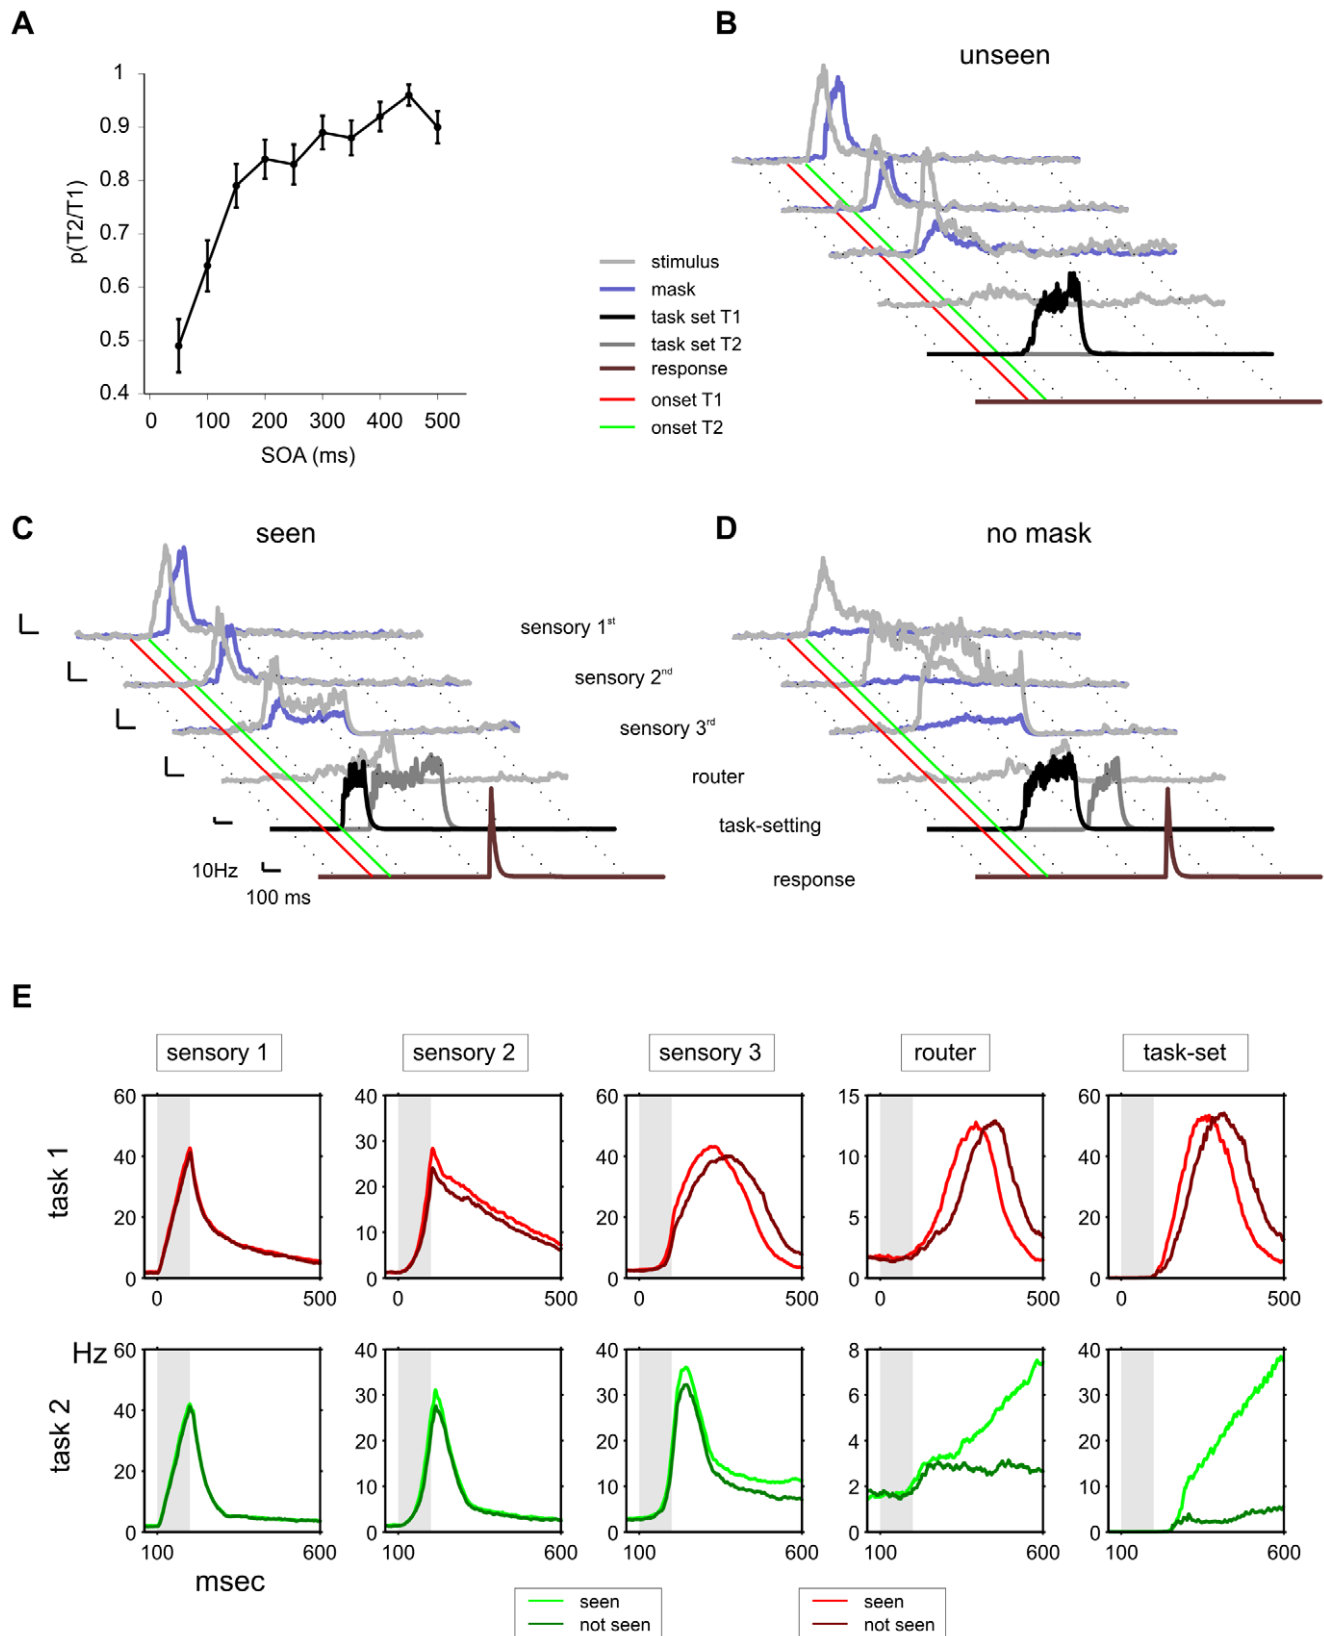 A
1
0.9
0.8
0.7
0.6
0.5
0.4
p(T2/T1)
0 100 200 300 400 500
SOA (ms)
stimulus
mask
task set T1
task set T2
response
onset T1
onset T2
B
unseen
C
seen
D
no mask
sensory 1st
sensory 2nd
sensory 3rd
router
task-setting
response
10Hz
100 ms
E
sensory 1 sensory 2 sensory 3 router task-set
task 1
60
40
20
0
0 500
40
30
20
10
0
0 500
60
40
20
0
0 500
15
10
5
0
0 500
60
40
20
0
0 500
task 2
Hz
60
40
20
0
100 600
40
30
20
10
0
100 600
40
30
20
10
0
100 600
8
6
4
2
0
100 600
40
30
20
10
0
100 600
msec
seen
not seen
seen
not seen